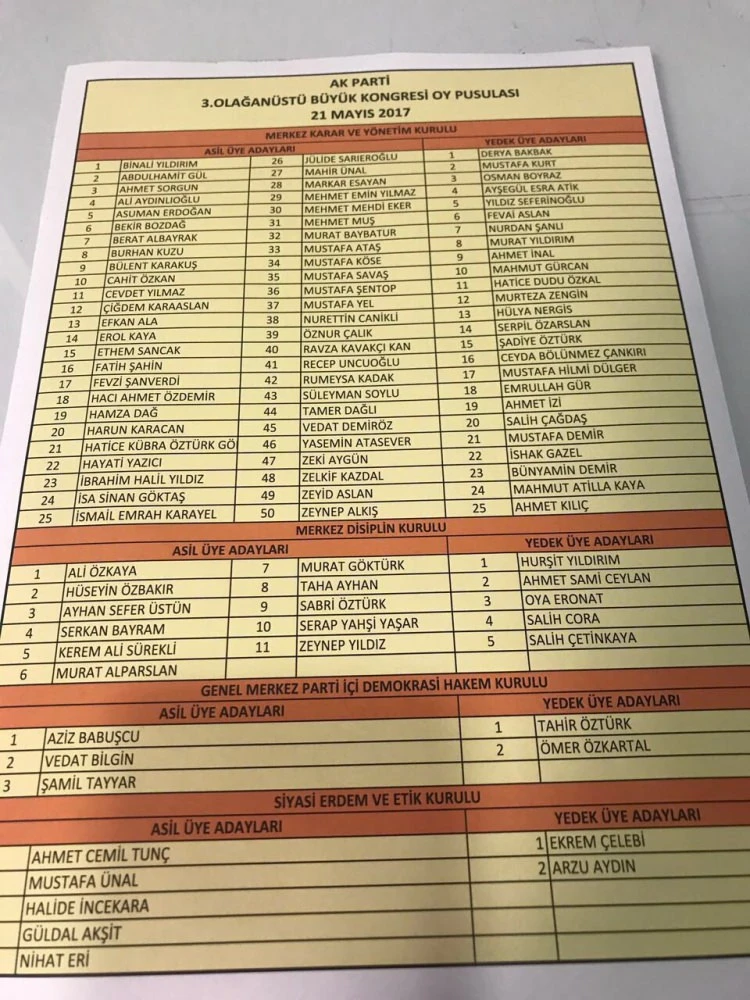 AK PARTİ
3.OLAĞANÜSTÜ BÜYÜK KONGRESİ OY PUSULASI
21 MAYIS 2017
MERKEZ KARAR VE YÖNETİM KURULU
ASİL ÜYE ADAYLARI YEDEK ÜYE ADAYLARI
1 BİNALİ YILDIRIM 26 JÜLİDE SARIEROĞLU 1 DERYA BAKBAK
2 ABDULHAMİT GÜL 27 MAHİR ÜNAL 2 MUSTAFA KURT
3 AHMET SORGUN 28 MARKAR ESAYAN 3 OSMAN BOYRAZ
4 ALİ AYDINLIOĞLU 29 MEHMET EMİN YILMAZ 4 AYŞEGÜL ESRA ATİK
5 ASUMAN ERDOĞAN 30 MEHMET MEHDİ EKER 5 YILDIZ SEFERİNOĞLU
6 BEKİR BOZDAĞ 31 MEHMET MUŞ 6 FEVAİ ASLAN
7 BERAT ALBAYRAK 32 MURAT BAYBATUR 7 NURDAN ŞANLI
8 BURHAN KUZU 33 MUSTAFA ATAŞ 8 MURAT YILDIRIM
9 BÜLENT KARAKUŞ 34 MUSTAFA KÖSE 9 AHMET İNAL
10 CAHİT ÖZKAN 35 MUSTAFA SAVAŞ 10 MAHMUT GÜRCAN
11 CEVDET YILMAZ 36 MUSTAFA ŞENTOP 11 HATİCE DUDU ÖZKAL
12 ÇİĞDEM KARAASLAN 37 MUSTAFA YEL 12 MURTEZA ZENGİN
13 EFKAN ALA 38 NURETTİN CANİKLİ 13 HÜLYA NERGİS
14 EROL KAYA 39 ÖZNUR ÇALIK 14 SERPİL ÖZARSLAN
15 ETHEM SANCAK 40 RAVZA KAVAKÇI KAN 15 ŞADİYE ÖZTÜRK
16 FATİH ŞAHİN 41 RECEP UNCUOĞLU 16 CEYDA BÖLÜNMEZ ÇANKIRI
17 FEVZİ ŞANVERDİ 42 RUMEYSA KADAK 17 MUSTAFA HİLMİ DÜLGER
18 HACI AHMET ÖZDEMİR 43 SÜLEYMAN SOYLU 18 EMRULLAH GÜR
19 HAMZA DAĞ 44 TAMER DAĞLI 19 AHMET İZİ
20 HARUN KARACAN 45 VEDAT DEMİRÖZ 20 SALİH ÇAĞDAŞ
21 HATİCE KÜBRA ÖZTÜRK GÖ 46 YASEMİN ATASEVER 21 MUSTAFA DEMİR
22 HAYATİ YAZICI 47 ZEKİ AYGÜN 22 İSHAK GAZEL
23 İBRAHİM HALİL YILDIZ 48 ZELKİF KAZDAL 23 BÜNYAMİN DEMİR
24 İSA SİNAN GÖKTAŞ 49 ZEYİD ASLAN 24 MAHMUT ATİLLA KAYA
25 İSMAİL EMRAH KARAYEL 50 ZEYNEP ALKIŞ 25 AHMET KILIÇ
MERKEZ DİSİPLİN KURULU
ASİL ÜYE ADAYLARI YEDEK ÜYE ADAYLARI
1 ALİ ÖZKAYA 7 MURAT GÖKTÜRK 1 HURŞİT YILDIRIM
2 HÜSEYİN ÖZBAKIR 8 TAHA AYHAN 2 AHMET SAMİ CEYLAN
3 AYHAN SEFER ÜSTÜN 9 SABRİ ÖZTÜRK 3 OYA ERONAT
4 SERKAN BAYRAM 10 SERAP YAHŞİ YAŞAR 4 SALİH CORA
5 KEREM ALİ SÜREKLİ 11 ZEYNEP YILDIZ 5 SALİH ÇETİNKAYA
6 MURAT ALPARSLAN
GENEL MERKEZ PARTİ İÇİ DEMOKRASİ HAKEM KURULU
ASİL ÜYE ADAYLARI YEDEK ÜYE ADAYLARI
1 AZİZ BABUŞCU 1 TAHİR ÖZTÜRK
2 VEDAT BİLGİN 2 ÖMER ÖZKARTAL
3 ŞAMİL TAYYAR
SİYASİ ERDEM VE ETİK KURULU
ASİL ÜYE ADAYLARI YEDEK ÜYE ADAYLARI
AHMET CEMİL TUNÇ 1 EKREM ÇELEBİ
MUSTAFA ÜNAL 2 ARZU AYDIN
HALİDE İNCEKARA
GÜLDAL AKŞİT
NİHAT ERİ